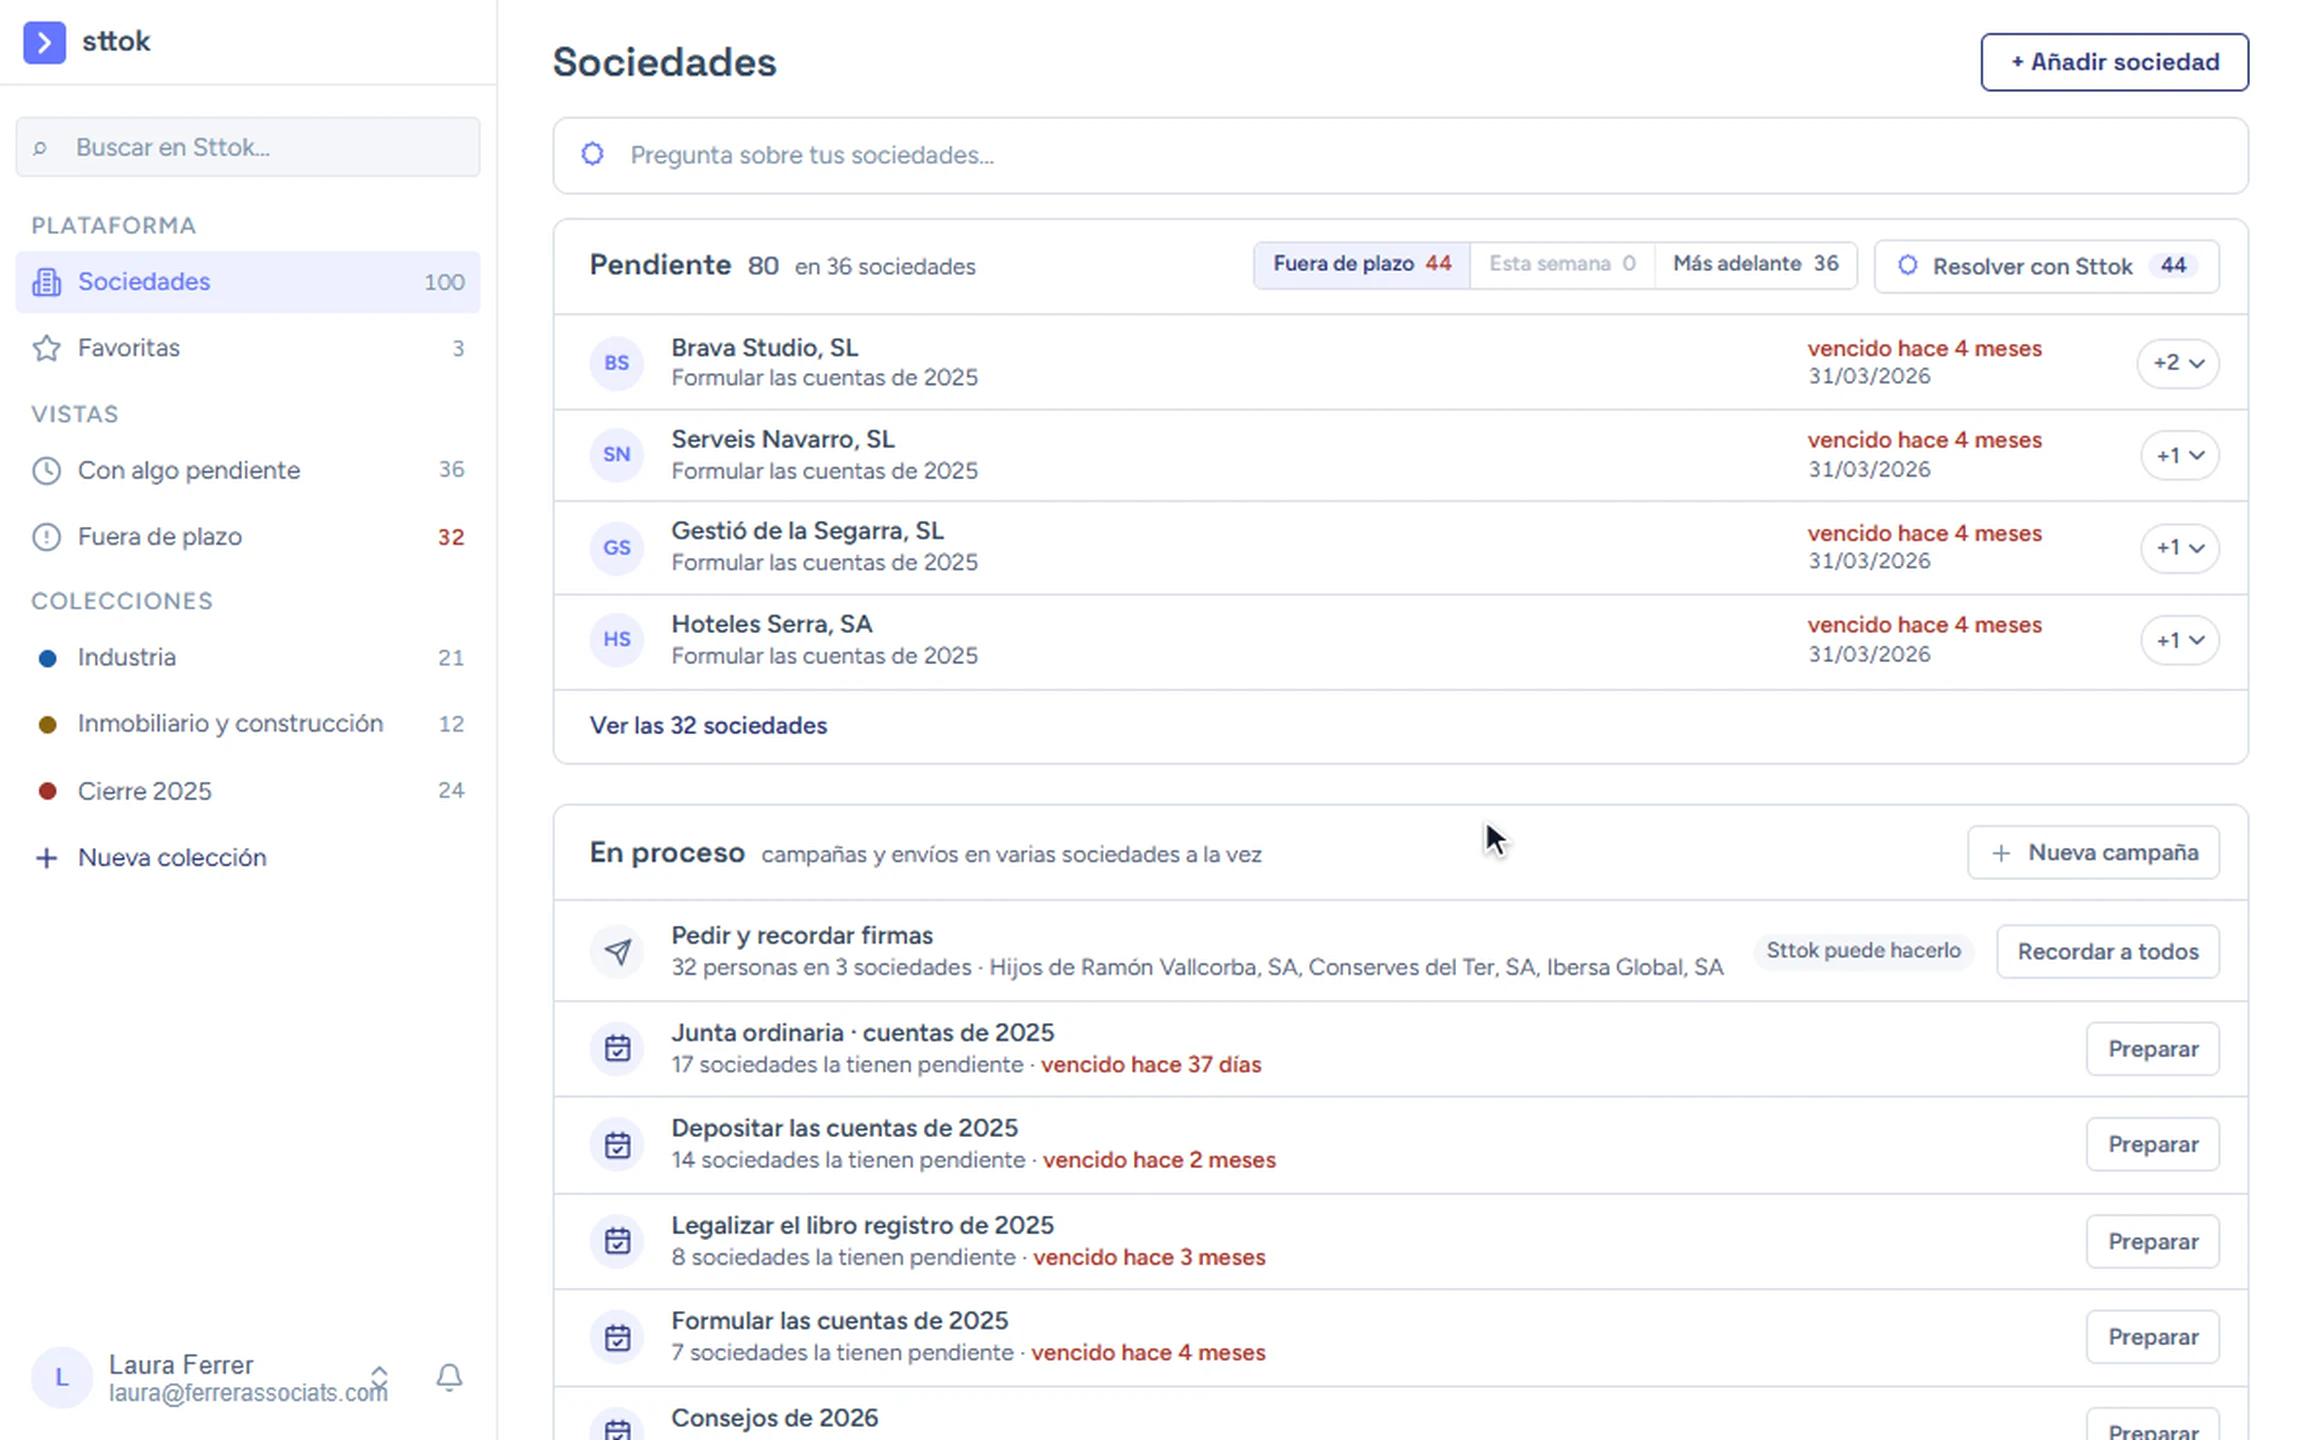 sttok
Buscar en Sttok...
PLATAFORMA
Sociedades 100
Favoritas 3
VISTAS
Con algo pendiente 36
Fuera de plazo 32
COLECCIONES
Industria 21
Inmobiliario y construcción 12
Cierre 2025 24
+ Nueva colección
L
Laura Ferrer
laura@ferrerassociats.com
Sociedades
+ Añadir sociedad
Pregunta sobre tus sociedades...
Pendiente 80 en 36 sociedades
Fuera de plazo 44
Esta semana 0
Más adelante 36
Resolver con Sttok 44
BS
Brava Studio, SL
Formular las cuentas de 2025
vencido hace 4 meses
31/03/2026
+2
SN
Serveis Navarro, SL
Formular las cuentas de 2025
vencido hace 4 meses
31/03/2026
+1
GS
Gestió de la Segarra, SL
Formular las cuentas de 2025
vencido hace 4 meses
31/03/2026
+1
HS
Hoteles Serra, SA
Formular las cuentas de 2025
vencido hace 4 meses
31/03/2026
+1
Ver las 32 sociedades
En proceso campañas y envíos en varias sociedades a la vez
+ Nueva campaña
Pedir y recordar firmas
32 personas en 3 sociedades · Hijos de Ramón Vallcorba, SA, Conserves del Ter, SA, Ibersa Global, SA
Sttok puede hacerlo
Recordar a todos
Junta ordinaria · cuentas de 2025
17 sociedades la tienen pendiente · vencido hace 37 días
Preparar
Depositar las cuentas de 2025
14 sociedades la tienen pendiente · vencido hace 2 meses
Preparar
Legalizar el libro registro de 2025
8 sociedades la tienen pendiente · vencido hace 3 meses
Preparar
Formular las cuentas de 2025
7 sociedades la tienen pendiente · vencido hace 4 meses
Preparar
Consejos de 2026
Preparar